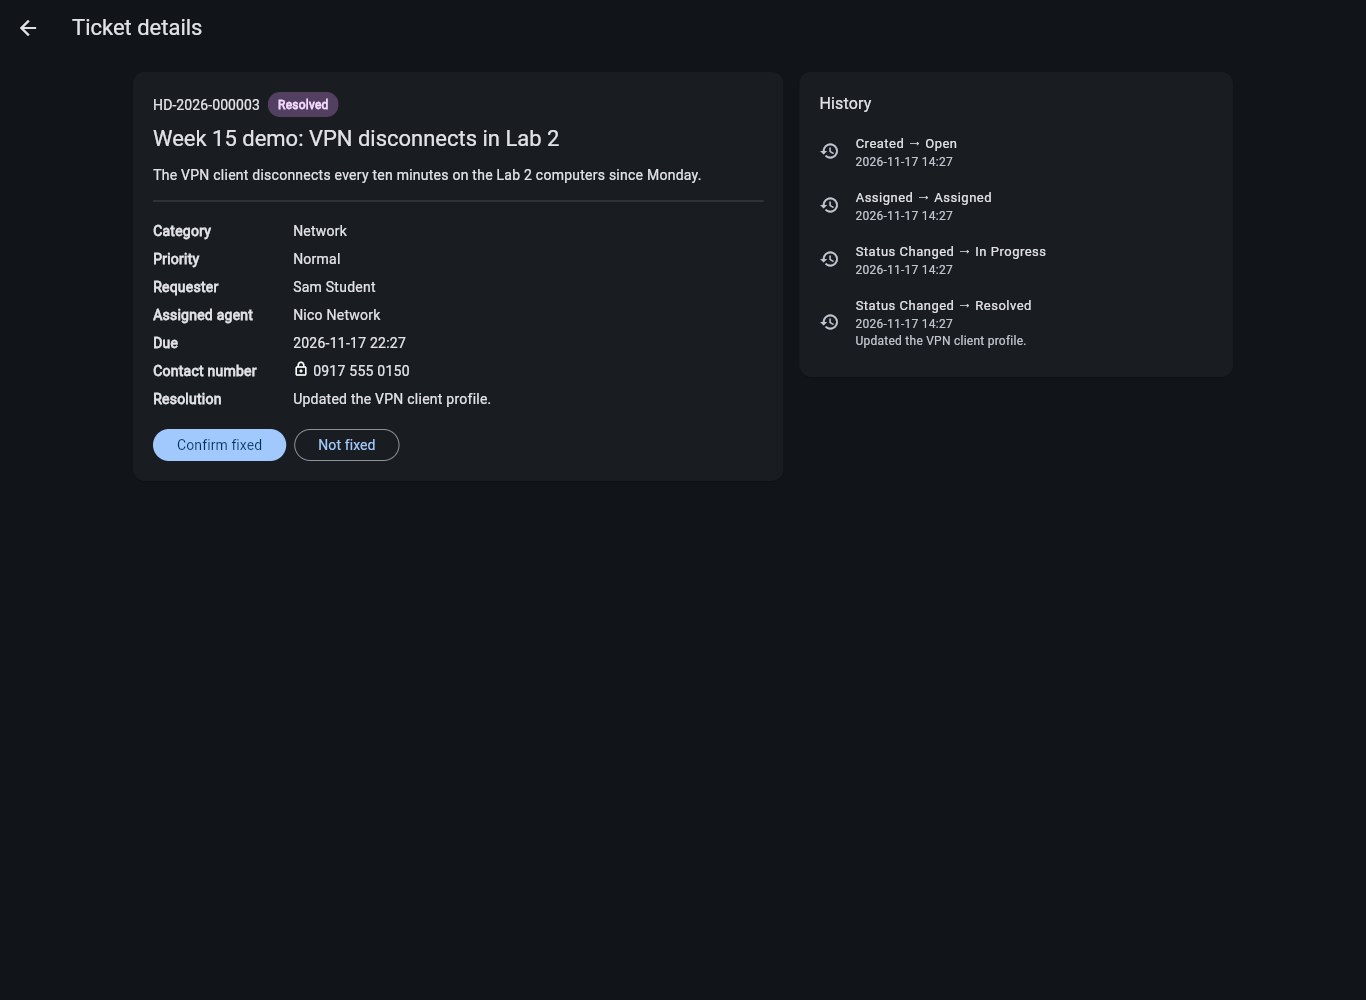 Ticket details
HD-2026-000003 Resolved
Week 15 demo: VPN disconnects in Lab 2
The VPN client disconnects every ten minutes on the Lab 2 computers since Monday.
Category Network
Priority Normal
Requester Sam Student
Assigned agent Nico Network
Due 2026-11-17 22:27
Contact number 0917 555 0150
Resolution Updated the VPN client profile.
Confirm fixed Not fixed
History
Created → Open
2026-11-17 14:27
Assigned → Assigned
2026-11-17 14:27
Status Changed → In Progress
2026-11-17 14:27
Status Changed → Resolved
2026-11-17 14:27
Updated the VPN client profile.